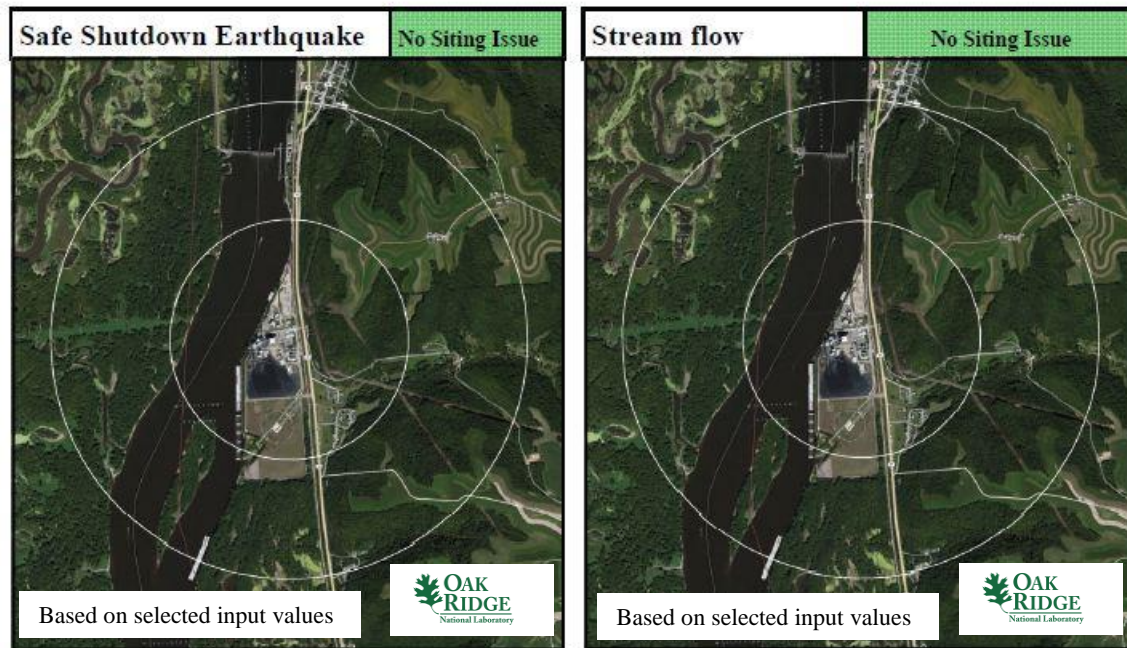 Safe Shutdown Earthquake
No Siting Issue
Based on selected input values
OAK
RIDGE
National Laboratory
Stream flow
No Siting Issue
Based on selected input values
OAK
RIDGE
National Laboratory